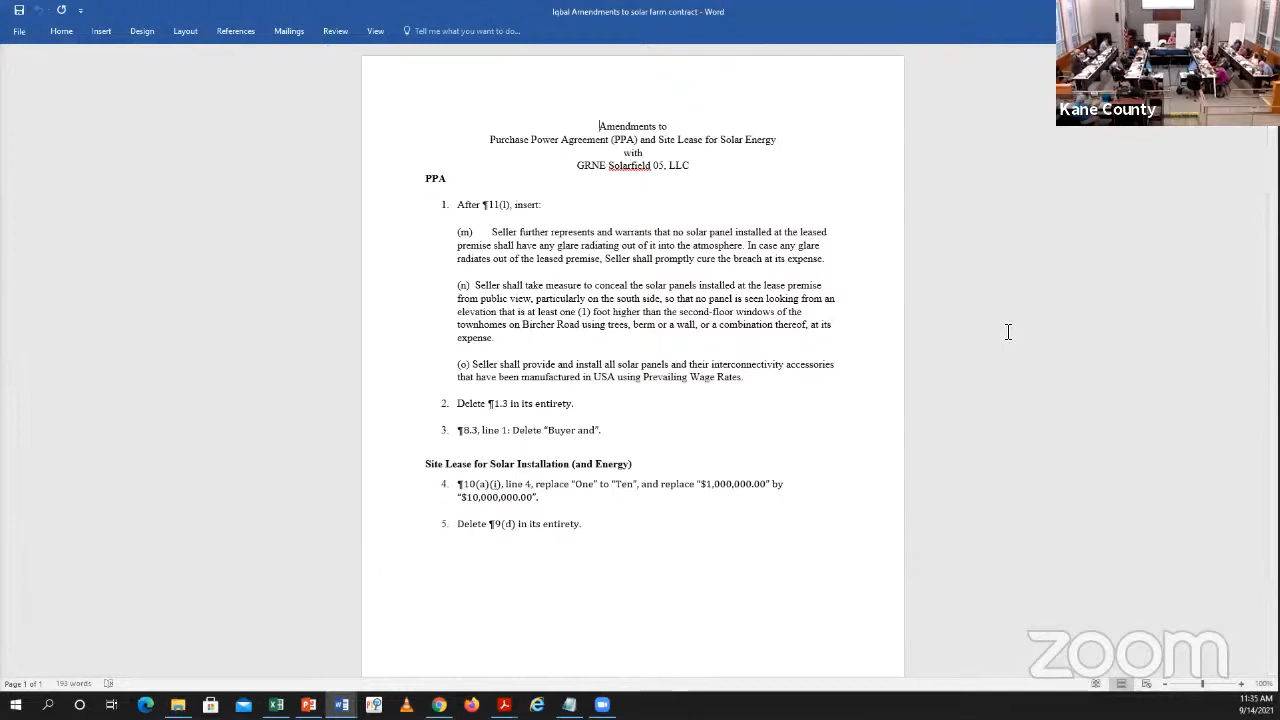 Iqbal Amendments to solar farm contract - Word
File Home Insert Design Layout References Mailings Review View Tell me what you want to do...
Kane County
Amendments to
Purchase Power Agreement (PPA) and Site Lease for Solar Energy
with
GRNE Solarfield 05, LLC
PPA
1. After ¶11(l), insert:
(m) Seller further represents and warrants that no solar panel installed at the leased
premise shall have any glare radiating out of it into the atmosphere. In case any glare
radiates out of the leased premise, Seller shall promptly cure the breach at its expense.
(n) Seller shall take measure to conceal the solar panels installed at the lease premise
from public view, particularly on the south side, so that no panel is seen looking from an
elevation that is at least one (1) foot higher than the second-floor windows of the
townhomes on Bircher Road using trees, berm or a wall, or a combination thereof, at its
expense.
(o) Seller shall provide and install all solar panels and their interconnectivity accessories
that have been manufactured in USA using Prevailing Wage Rates.
2. Delete ¶1.3 in its entirety.
3. ¶8.3, line 1: Delete "Buyer and".
Site Lease for Solar Installation (and Energy)
4. ¶10(a)(i), line 4, replace "One" to "Ten", and replace "$1,000,000.00" by
"$10,000,000.00".
5. Delete ¶9(d) in its entirety.
zoom
Page 1 of 1 193 words 100%
11:35 AM
9/14/2021